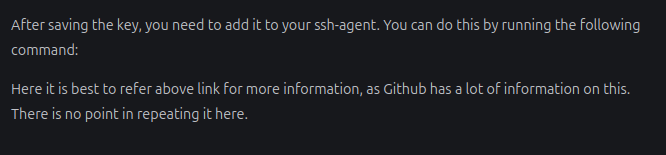 After saving the key, you need to add it to your ssh-agent. You can do this by running the following
command:
Here it is best to refer above link for more information, as Github has a lot of information on this.
There is no point in repeating it here.